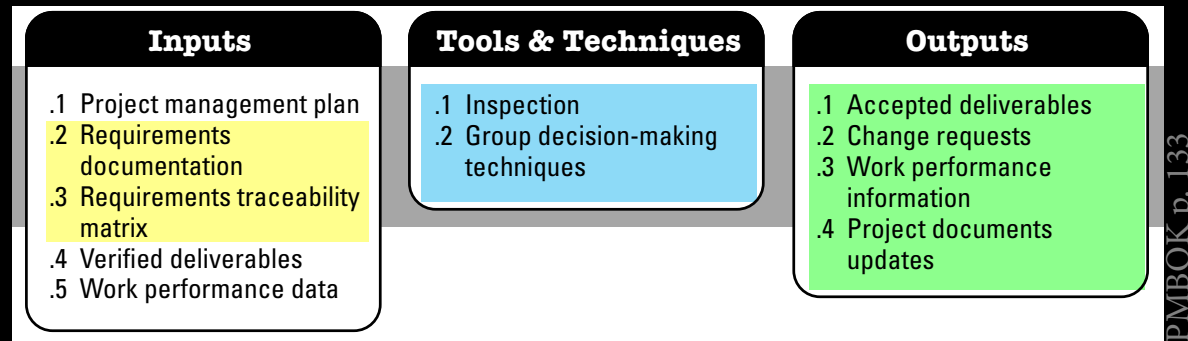 Inputs
.1 Project management plan
.2 Requirements
documentation
.3 Requirements traceability
matrix
.4 Verified deliverables
.5 Work performance data
Tools & Techniques
.1 Inspection
.2 Group decision-making
techniques
Outputs
.1 Accepted deliverables
.2 Change requests
.3 Work performance
information
.4 Project documents
updates
PMBOK p. 133